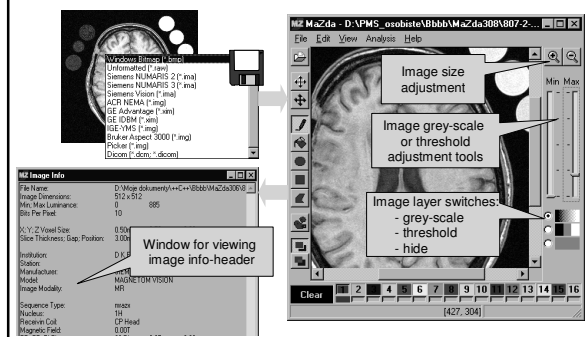 Windows Bitmap (*.bmp)
Unformatted (*.raw)
Siemens NUMARIS 2 (*.ima)
Siemens NUMARIS 3 (*.ima)
Siemens Vision (*.ima)
ACR NEMA (*.img)
GE Advantage (*.xim)
GE IDBM (*.xim)
IGE-YMS (*.img)
Bruker Aspect 3000 (*.img)
Picker (*.img)
Dicom (*.dcm; *.dicom)
MZ Image Info
File Name: D:\Moje dokumenty\++C++\Bbbb\MaZda308\8
Image Dimensions: 512 x 512
Min; Max Luminance: 0 885
Bits Per Pixel: 10
X; Y; Z Voxel Size: 0.50m
Slice Thickness; Gap; Position: 3.00m
Institution: D.K.F
Station:
Manufacturer:
Model: MAGNETOM VISION
Image Modality: MR
Sequence Type: mrazx
Nucleus: 1H
Receivin Coil: CP Head
Magnetic Field: 0.00T
Window for viewing
image info-header
MZ MaZda - D:\PMS_osobiste\Bbbb\MaZda308\807-2-...
File Edit View Analysis Help
Image size
adjustment
Min Max
Image grey-scale
or threshold
adjustment tools
Image layer switches:
- grey-scale
- threshold
- hide
Clear 1 2 3 4 5 6 7 8 9 10 11 12 13 14 15 16
[427, 304]